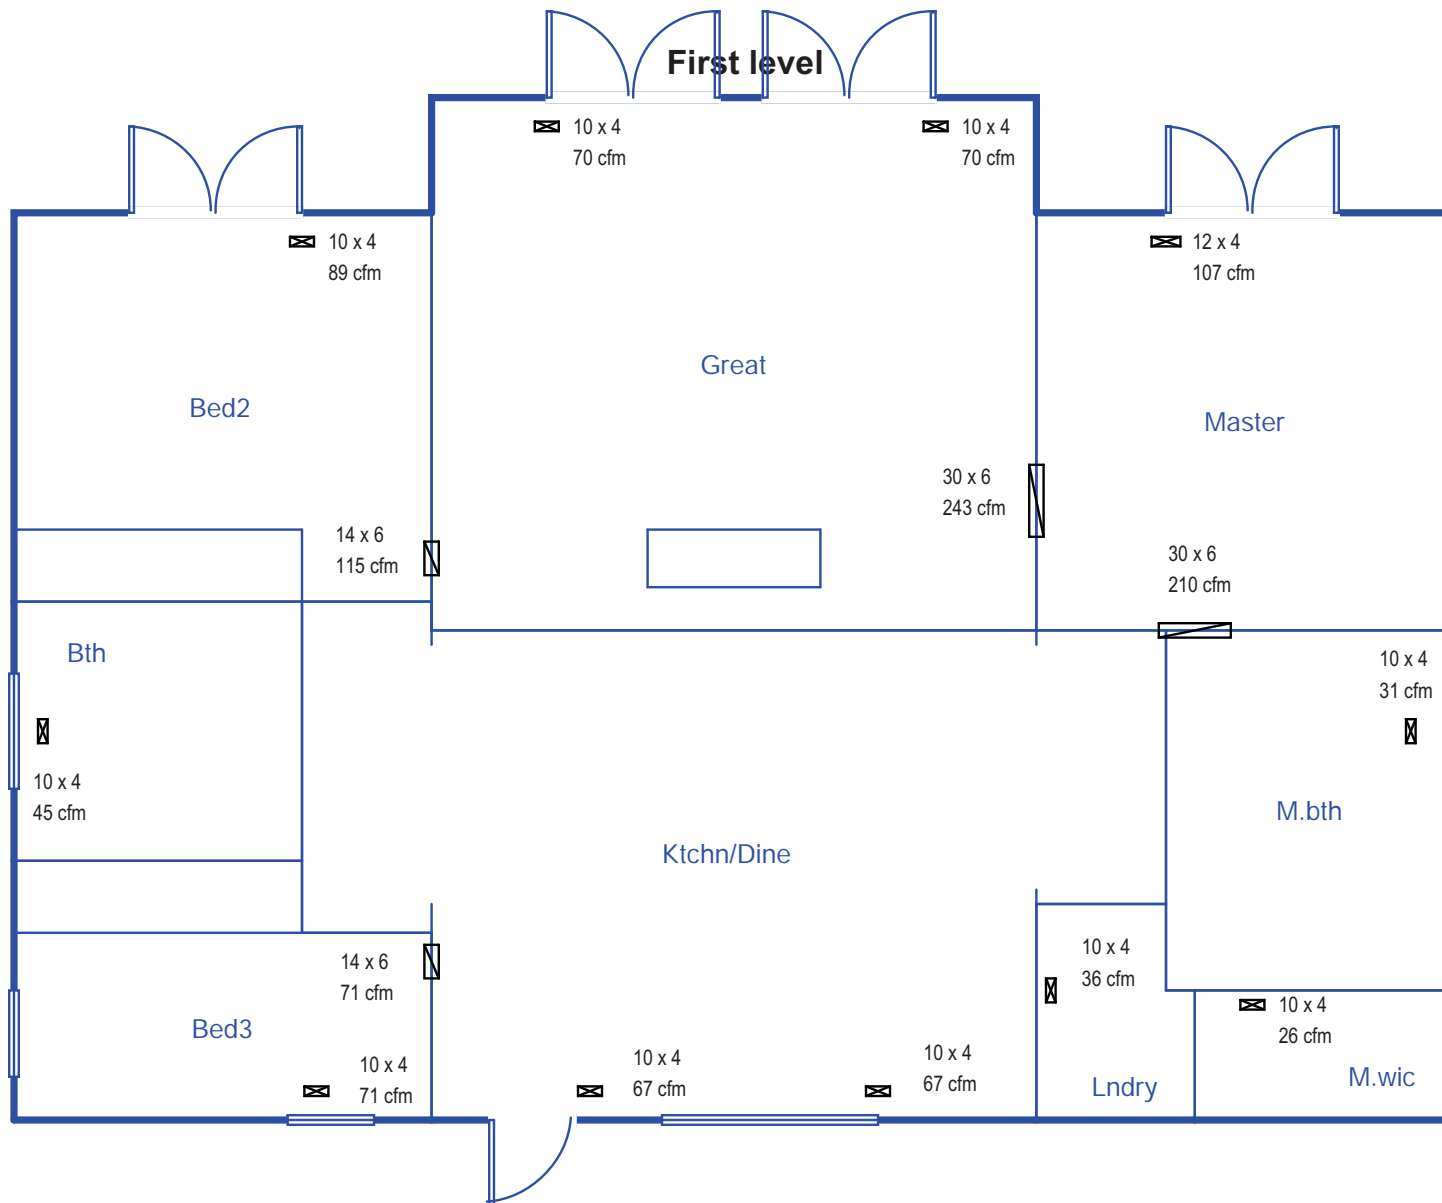 First level
10 x 4
70 cfm
10 x 4
70 cfm
10 x 4
89 cfm
12 x 4
107 cfm
Great
Bed2
Master
30 x 6
243 cfm
14 x 6
115 cfm
30 x 6
210 cfm
Bth
10 x 4
31 cfm
10 x 4
45 cfm
M.bth
Ktchn/Dine
14 x 6
71 cfm
10 x 4
36 cfm
Bed3
10 x 4
26 cfm
10 x 4
71 cfm
10 x 4
67 cfm
10 x 4
67 cfm
Lndry
M.wic